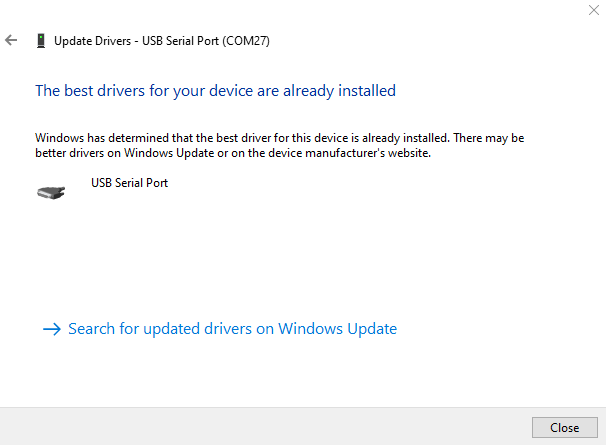 Update Drivers - USB Serial Port (COM27)
The best drivers for your device are already installed
Windows has determined that the best driver for this device is already installed. There may be
better drivers on Windows Update or on the device manufacturer's website.
USB Serial Port
Search for updated drivers on Windows Update
Close